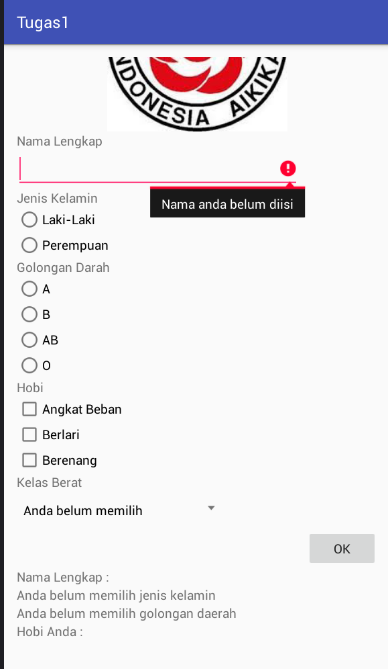 Tugas1
NDONESIA AIKIKA
Nama Lengkap
Nama anda belum diisi
Jenis Kelamin
Laki-Laki
Perempuan
Golongan Darah
A
B
AB
O
Hobi
Angkat Beban
Berlari
Berenang
Kelas Berat
Anda belum memilih
OK
Nama Lengkap :
Anda belum memilih jenis kelamin
Anda belum memilih golongan daerah
Hobi Anda :